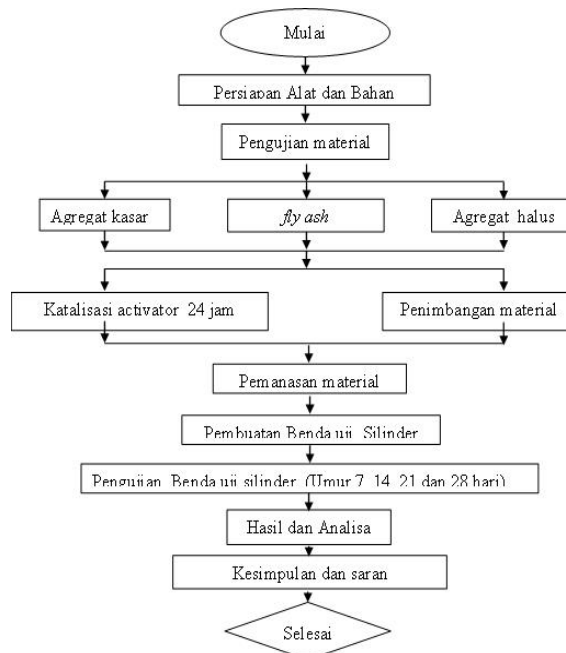 Mulai
Persiapan Alat dan Bahan
Pengujian material
Agregat kasar
fly ash
Agregat halus
Katalisasi activator 24 jam
Penimbangan material
Pemanasan material
Pembuatan Benda uji Silinder
Pengujian Benda uji silinder (Umur 7, 14, 21 dan 28 hari)
Hasil dan Analisa
Kesimpulan dan saran
Selesai